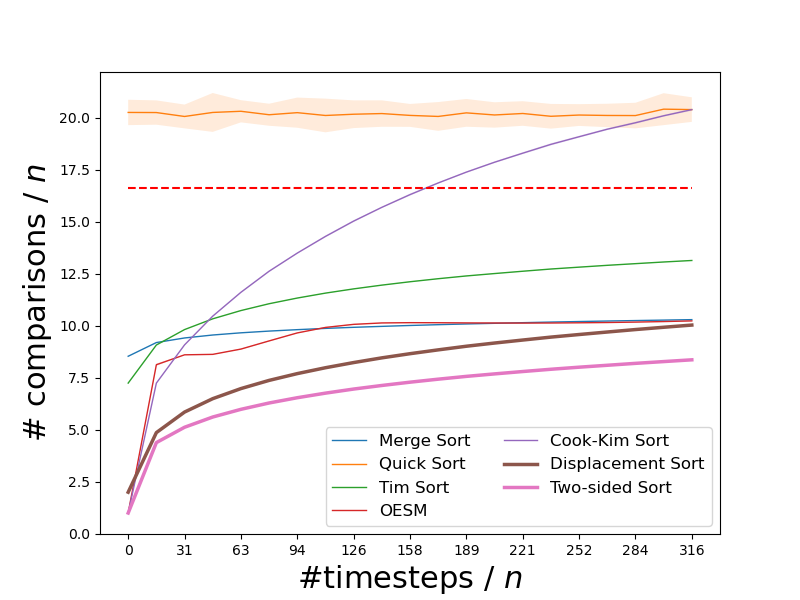 # comparisons / n
20.0
17.5
15.0
12.5
10.0
7.5
5.0
2.5
0.0
0 31 63 94 126 158 189 221 252 284 316
#timesteps / n
Merge Sort
Quick Sort
Tim Sort
OESM
Cook-Kim Sort
Displacement Sort
Two-sided Sort